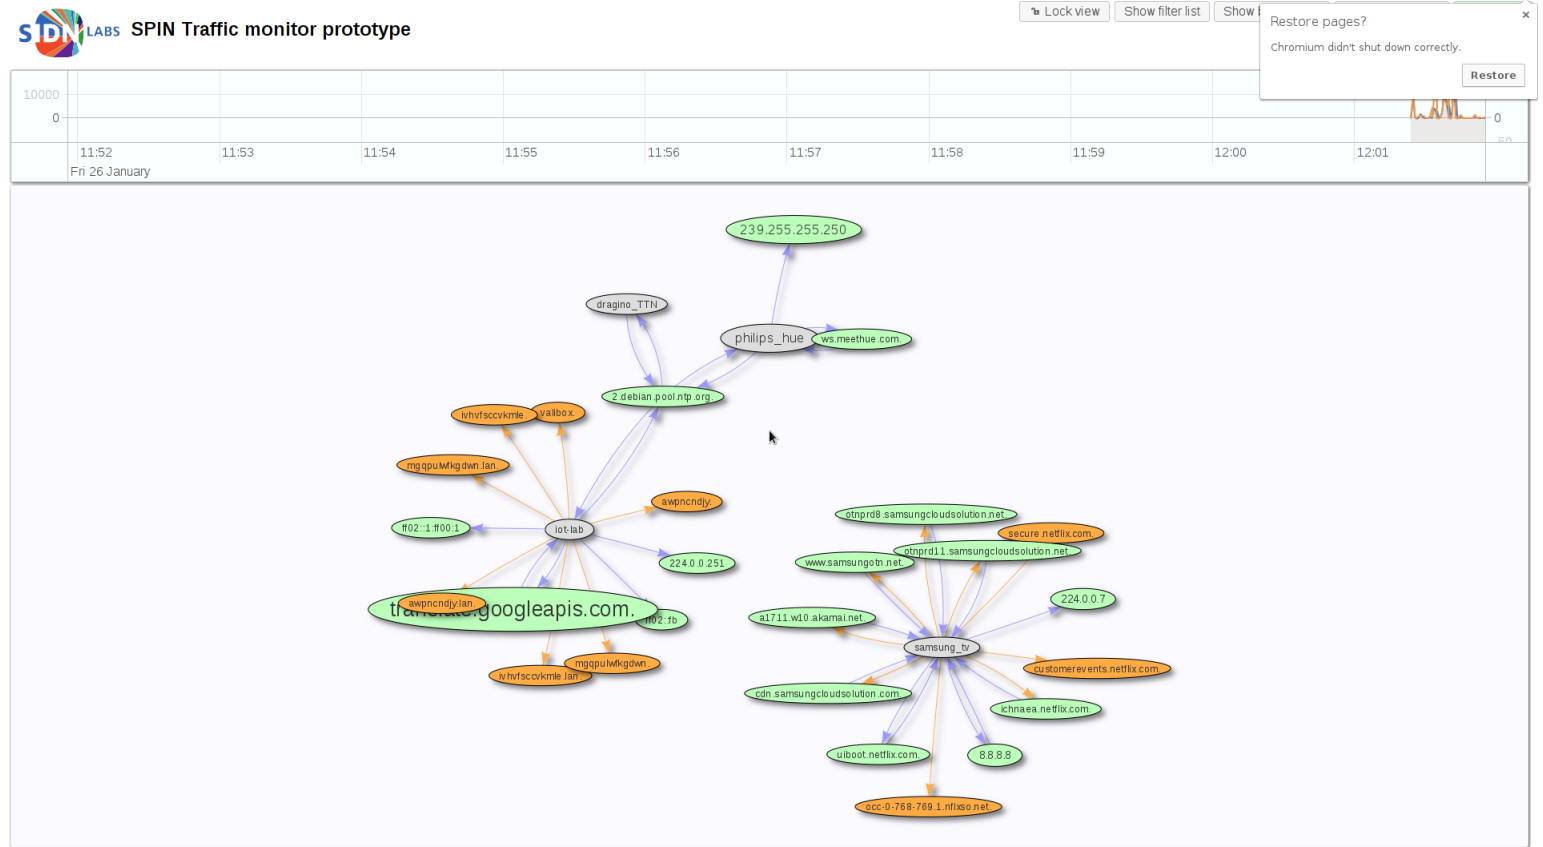 SIDN LABS
SPIN Traffic monitor prototype
Lock view
Show filter list
Show b
Restore pages?
×
Chromium didn't shut down correctly.
Restore
10000
0
0
50
11:52
11:53
11:54
11:55
11:56
11:57
11:58
11:59
12:00
12:01
Fri 26 January
239.255.255.250
dragino_TTN
philips_hue
ws.meethue.com.
2.debian.pool.ntp.org.
ivhvfsccvkmle.
valibox.
mgqpulwfkgdwn.lan.
awpncndjy.
ff02::1:ff00:1
iot-lab
224.0.0.251
awpncndjy.lan.
translate.googleapis.com.
ff02::fb
ivhvfsccvkmle.lan
mgqpulwfkgdwn.
otnprd8.samsungcloudsolution.net.
secure.netflix.com.
otnprd11.samsungcloudsolution.net.
www.samsungotn.net.
224.0.0.7
a1711.w10.akamai.net.
samsung_tv
customerevents.netflix.com.
cdn.samsungcloudsolution.com.
ichnaea.netflix.com.
uiboot.netflix.com.
8.8.8.8
occ-0-768-769.1.nflxso.net.